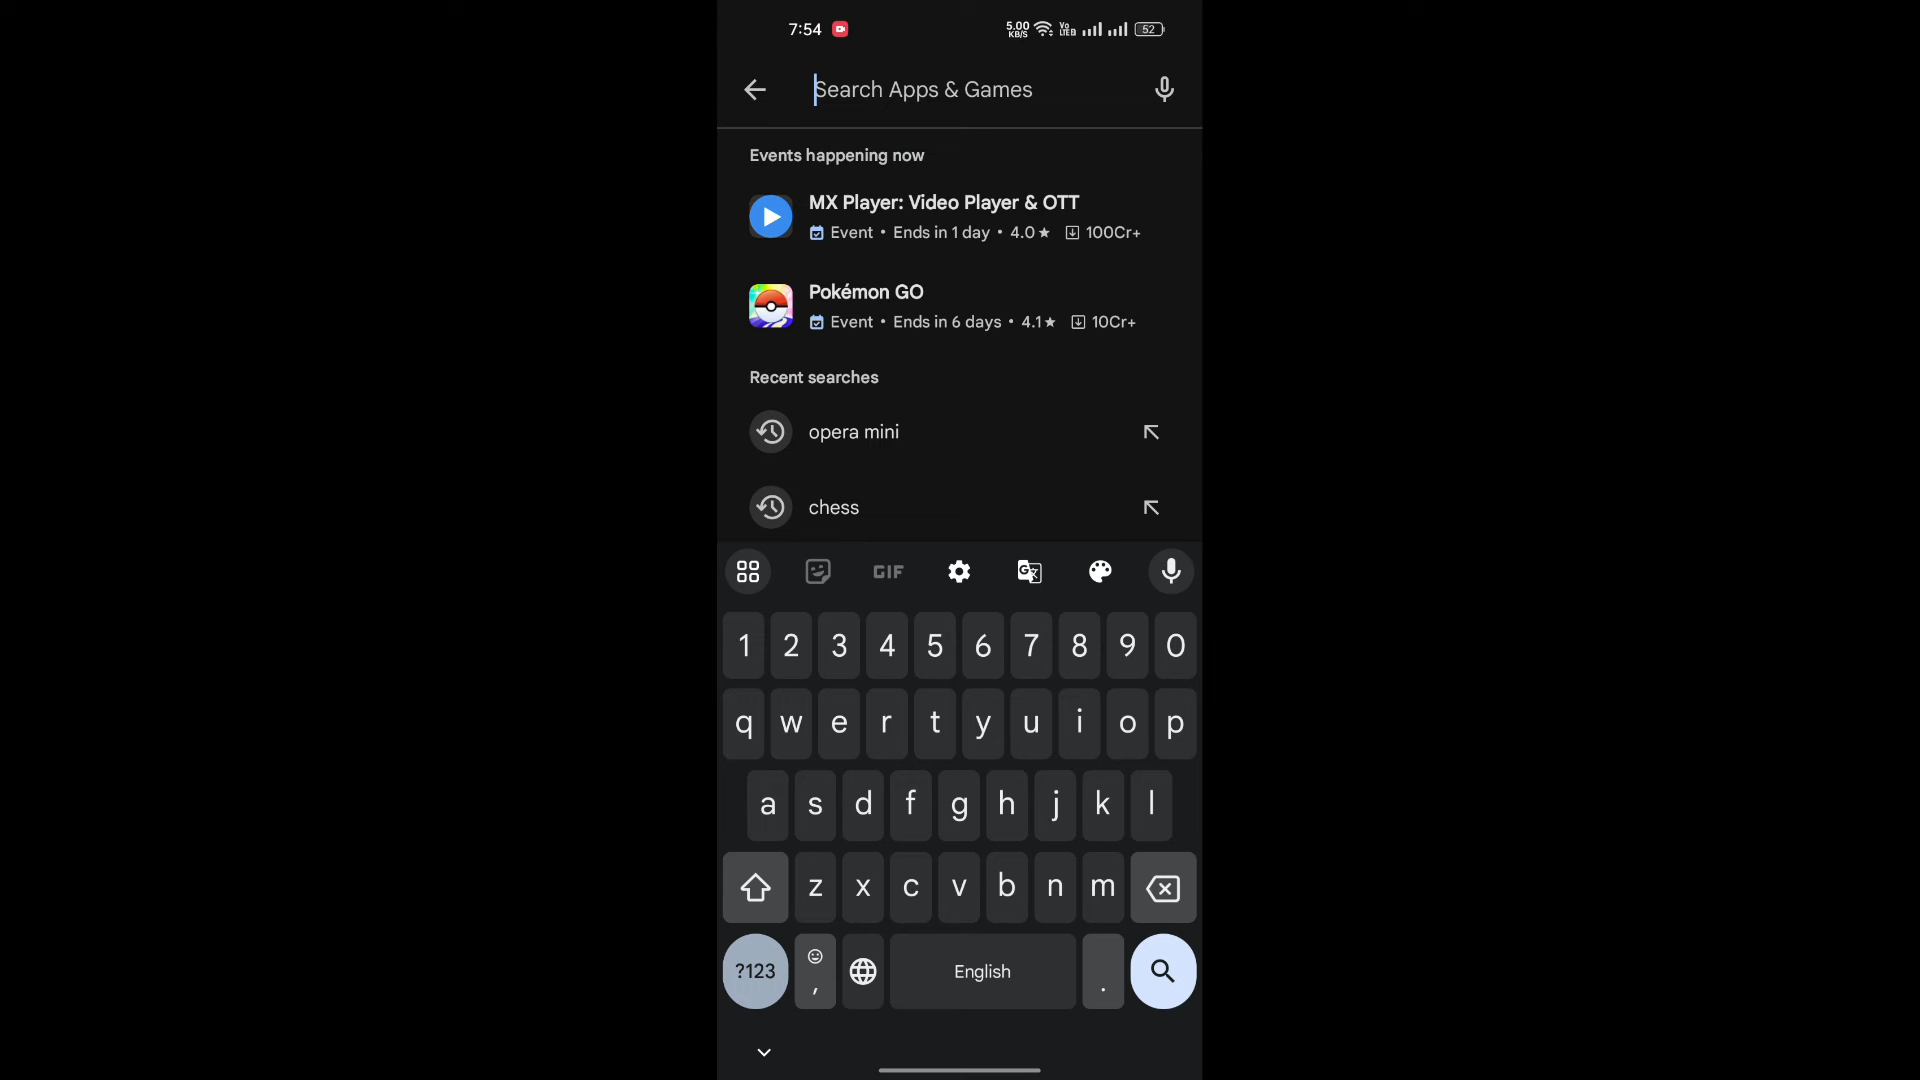 7:54 5.00 KB/S Vo LTE 52
Search Apps & Games
Events happening now
MX Player: Video Player & OTT
Event • Ends in 1 day • 4.0★ 100Cr+
Pokémon GO
Event • Ends in 6 days • 4.1★ 10Cr+
Recent searches
opera mini
chess
GIF G
1 2 3 4 5 6 7 8 9 0
q w e r t y u i o p
a s d f g h j k l
z x c v b n m
?123 , English .